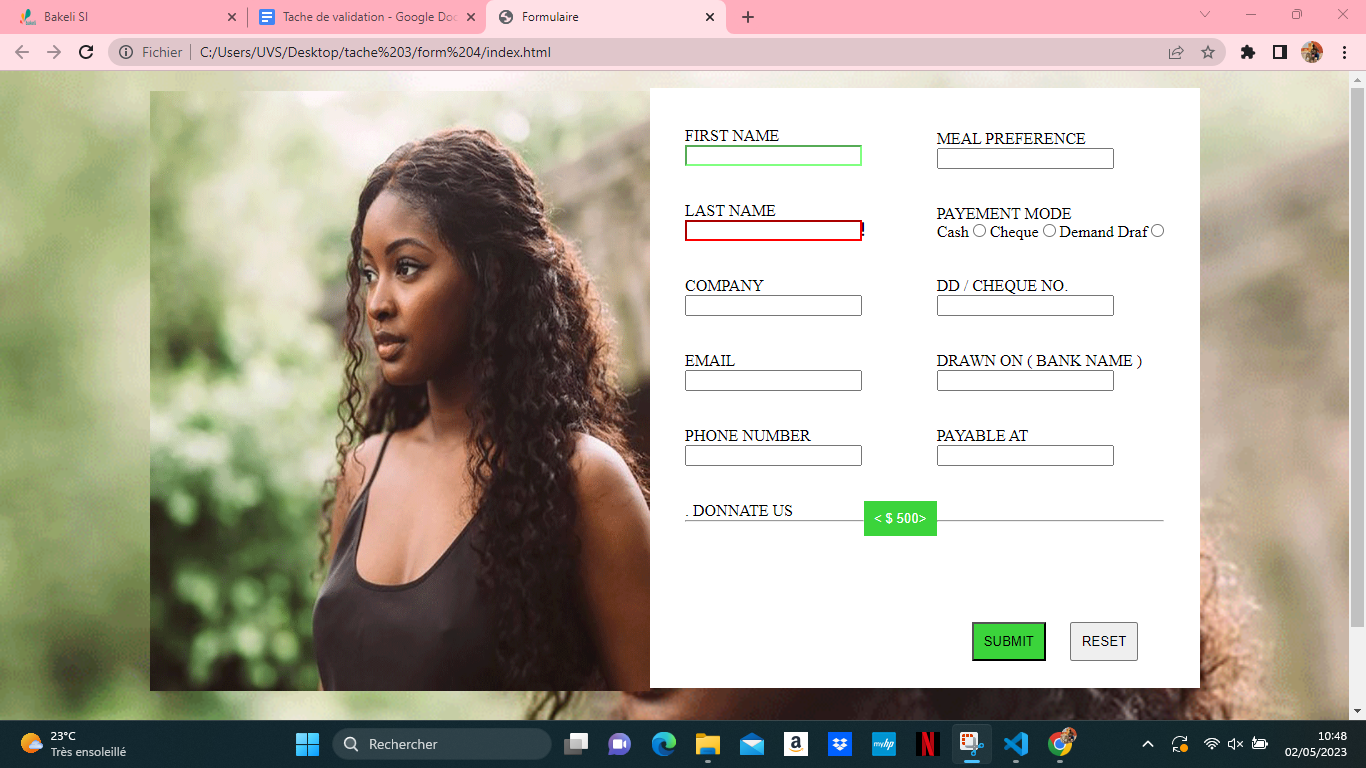 Bakeli SI
Tache de validation - Google Doc
Formulaire
Fichier C:/Users/UVS/Desktop/tache%203/form%204/index.html
FIRST NAME
LAST NAME
!
COMPANY
EMAIL
PHONE NUMBER
. DONNATE US
< $ 500>
MEAL PREFERENCE
PAYEMENT MODE
Cash Cheque Demand Draf
DD / CHEQUE NO.
DRAWN ON ( BANK NAME )
PAYABLE AT
SUBMIT
RESET
23°C
Très ensoleillé
Rechercher
a
myhp
N
10:48
02/05/2023